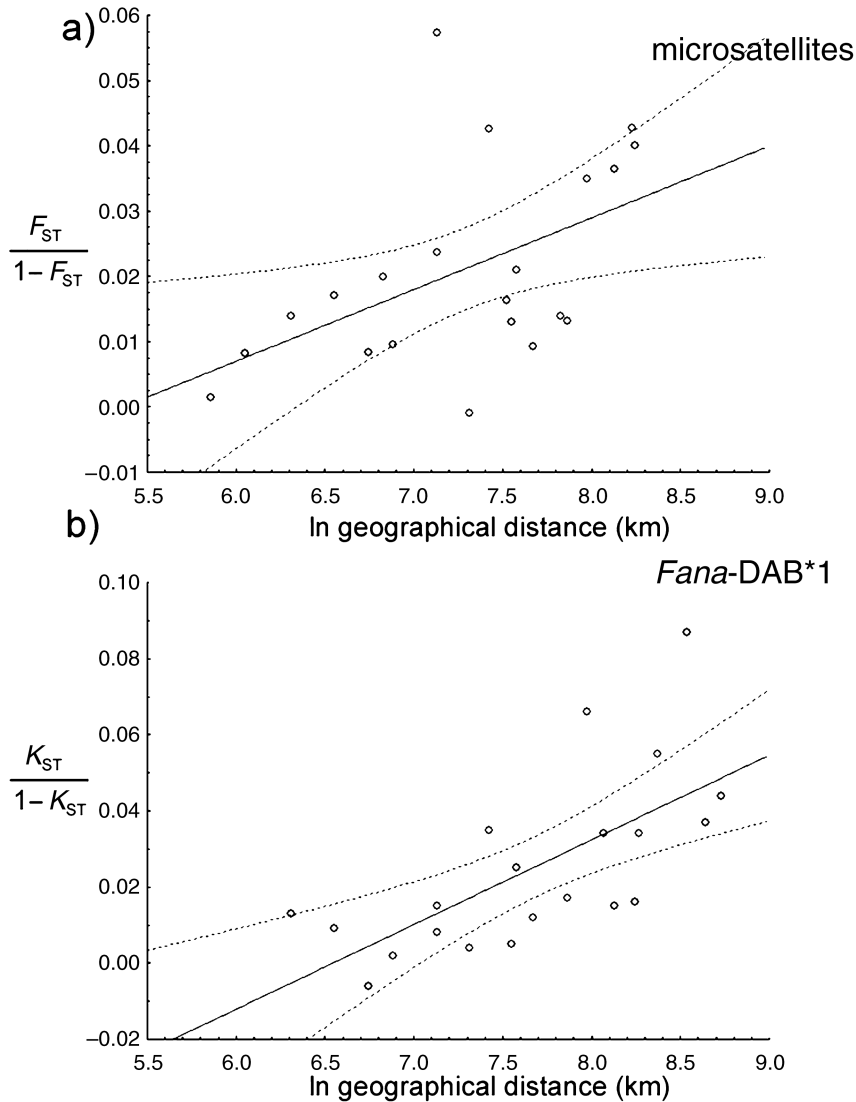 a)
microsatellites
0.06
0.05
0.04
0.03
0.02
0.01
0.00
−0.01
FST
1– FST
5.5 6.0 6.5 7.0 7.5 8.0 8.5 9.0
ln geographical distance (km)
b)
Fana-DAB*1
0.10
0.08
0.06
0.04
0.02
0.00
−0.02
KST
1– KST
5.5 6.0 6.5 7.0 7.5 8.0 8.5 9.0
ln geographical distance (km)